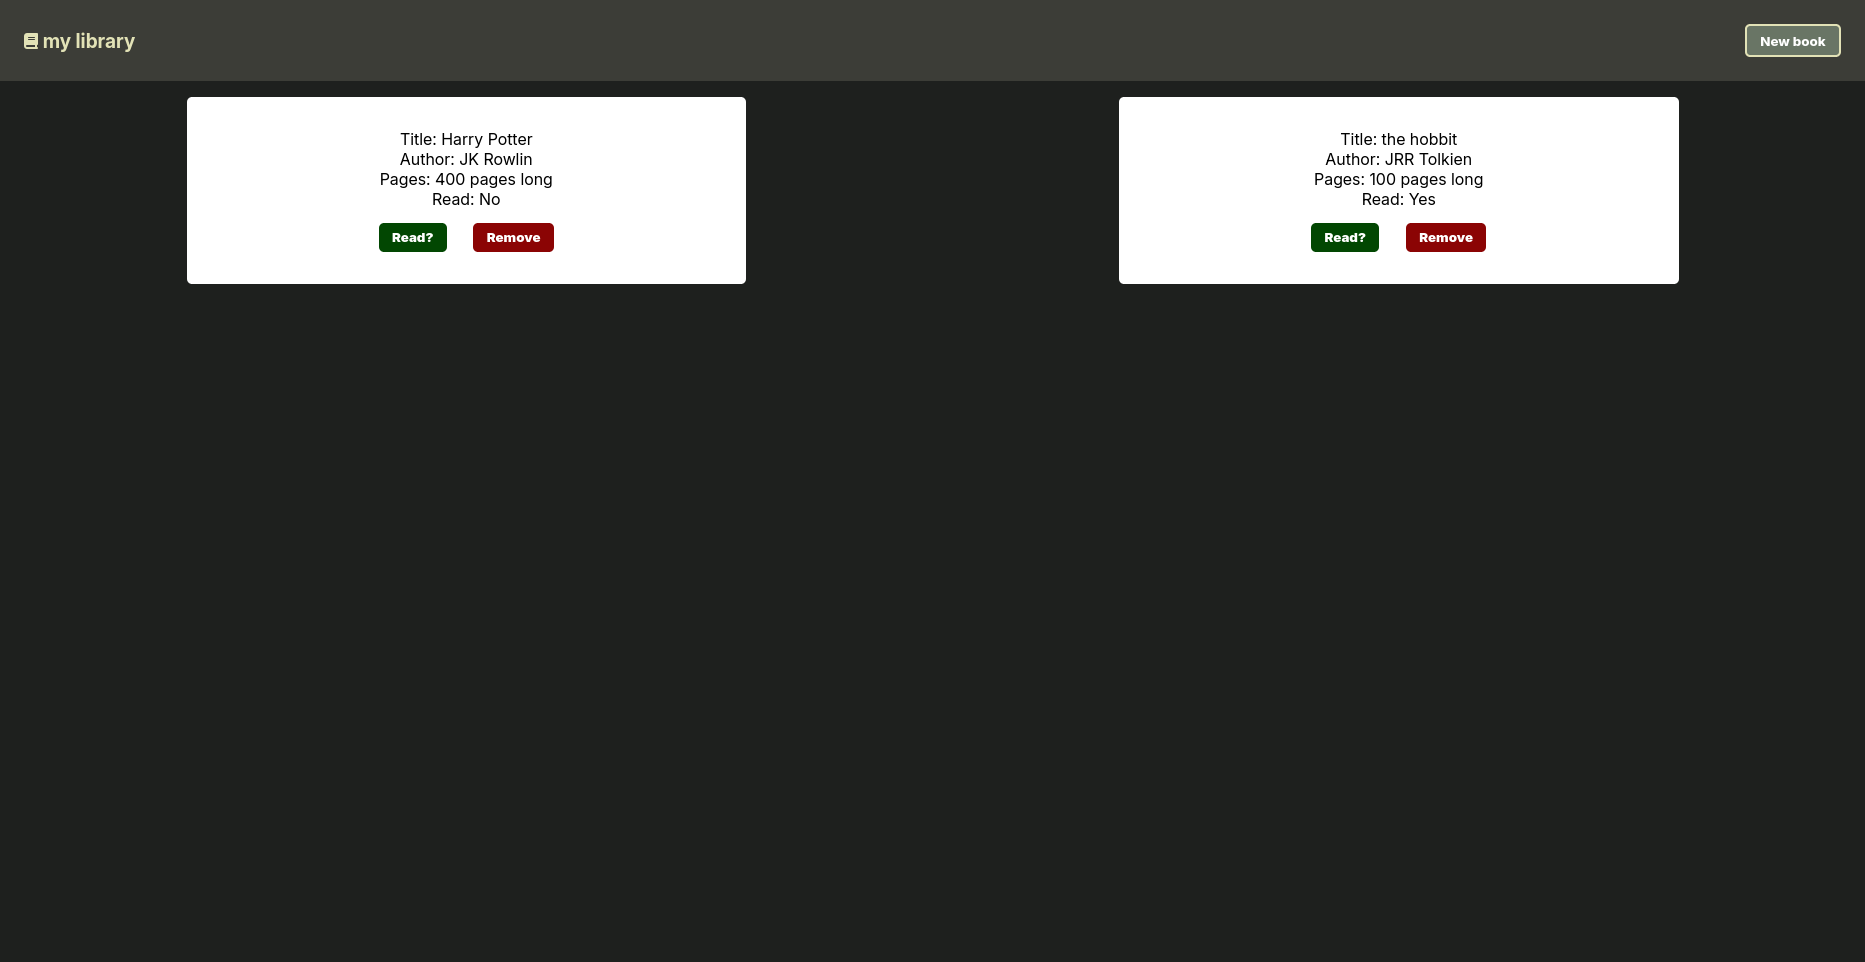 my library
New book
Title: Harry Potter
Author: JK Rowlin
Pages: 400 pages long
Read: No
Read? Remove
Title: the hobbit
Author: JRR Tolkien
Pages: 100 pages long
Read: Yes
Read? Remove